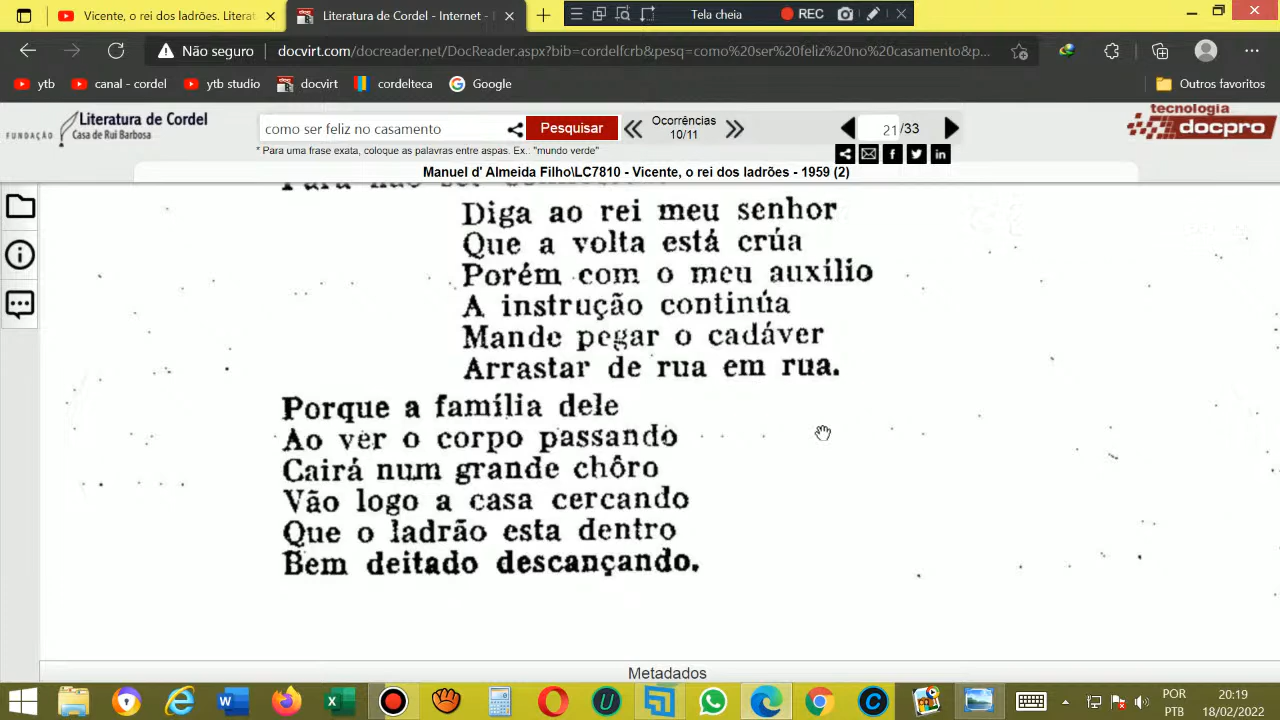 Vicente, o rei dos ladrões. Literat
Literatura de Cordel - Internet -
Tela cheia
REC
Não seguro
docvirt.com/docreader.net/DocReader.aspx?bib=cordelfcrb&pesq=como%20ser%20feliz%20no%20casamento&p...
ytb
canal - cordel
ytb studio
docvirt
cordelteca
Google
Outros favoritos
FUNDAÇÃO
Literatura de Cordel
Casa de Rui Barbosa
como ser feliz no casamento
Pesquisar
Ocorrências
10/11
21/33
tecnologia
docpro
* Para uma frase exata, coloque as palavras entre aspas. Ex.: "mundo verde"
Manuel d' Almeida Filho\LC7810 - Vicente, o rei dos ladrões - 1959 (2)
Diga ao rei meu senhor
Que a volta está crúa
Porém com o meu auxílio
A instrução continúa
Mande pegar o cadáver
Arrastar de rua em rua.
Porque a família dele
Ao ver o corpo passando
Cairá num grande chôro
Vão logo a casa cercando
Que o ladrão esta dentro
Bem deitado descançando.
Metadados
POR
PTB
20:19
18/02/2022